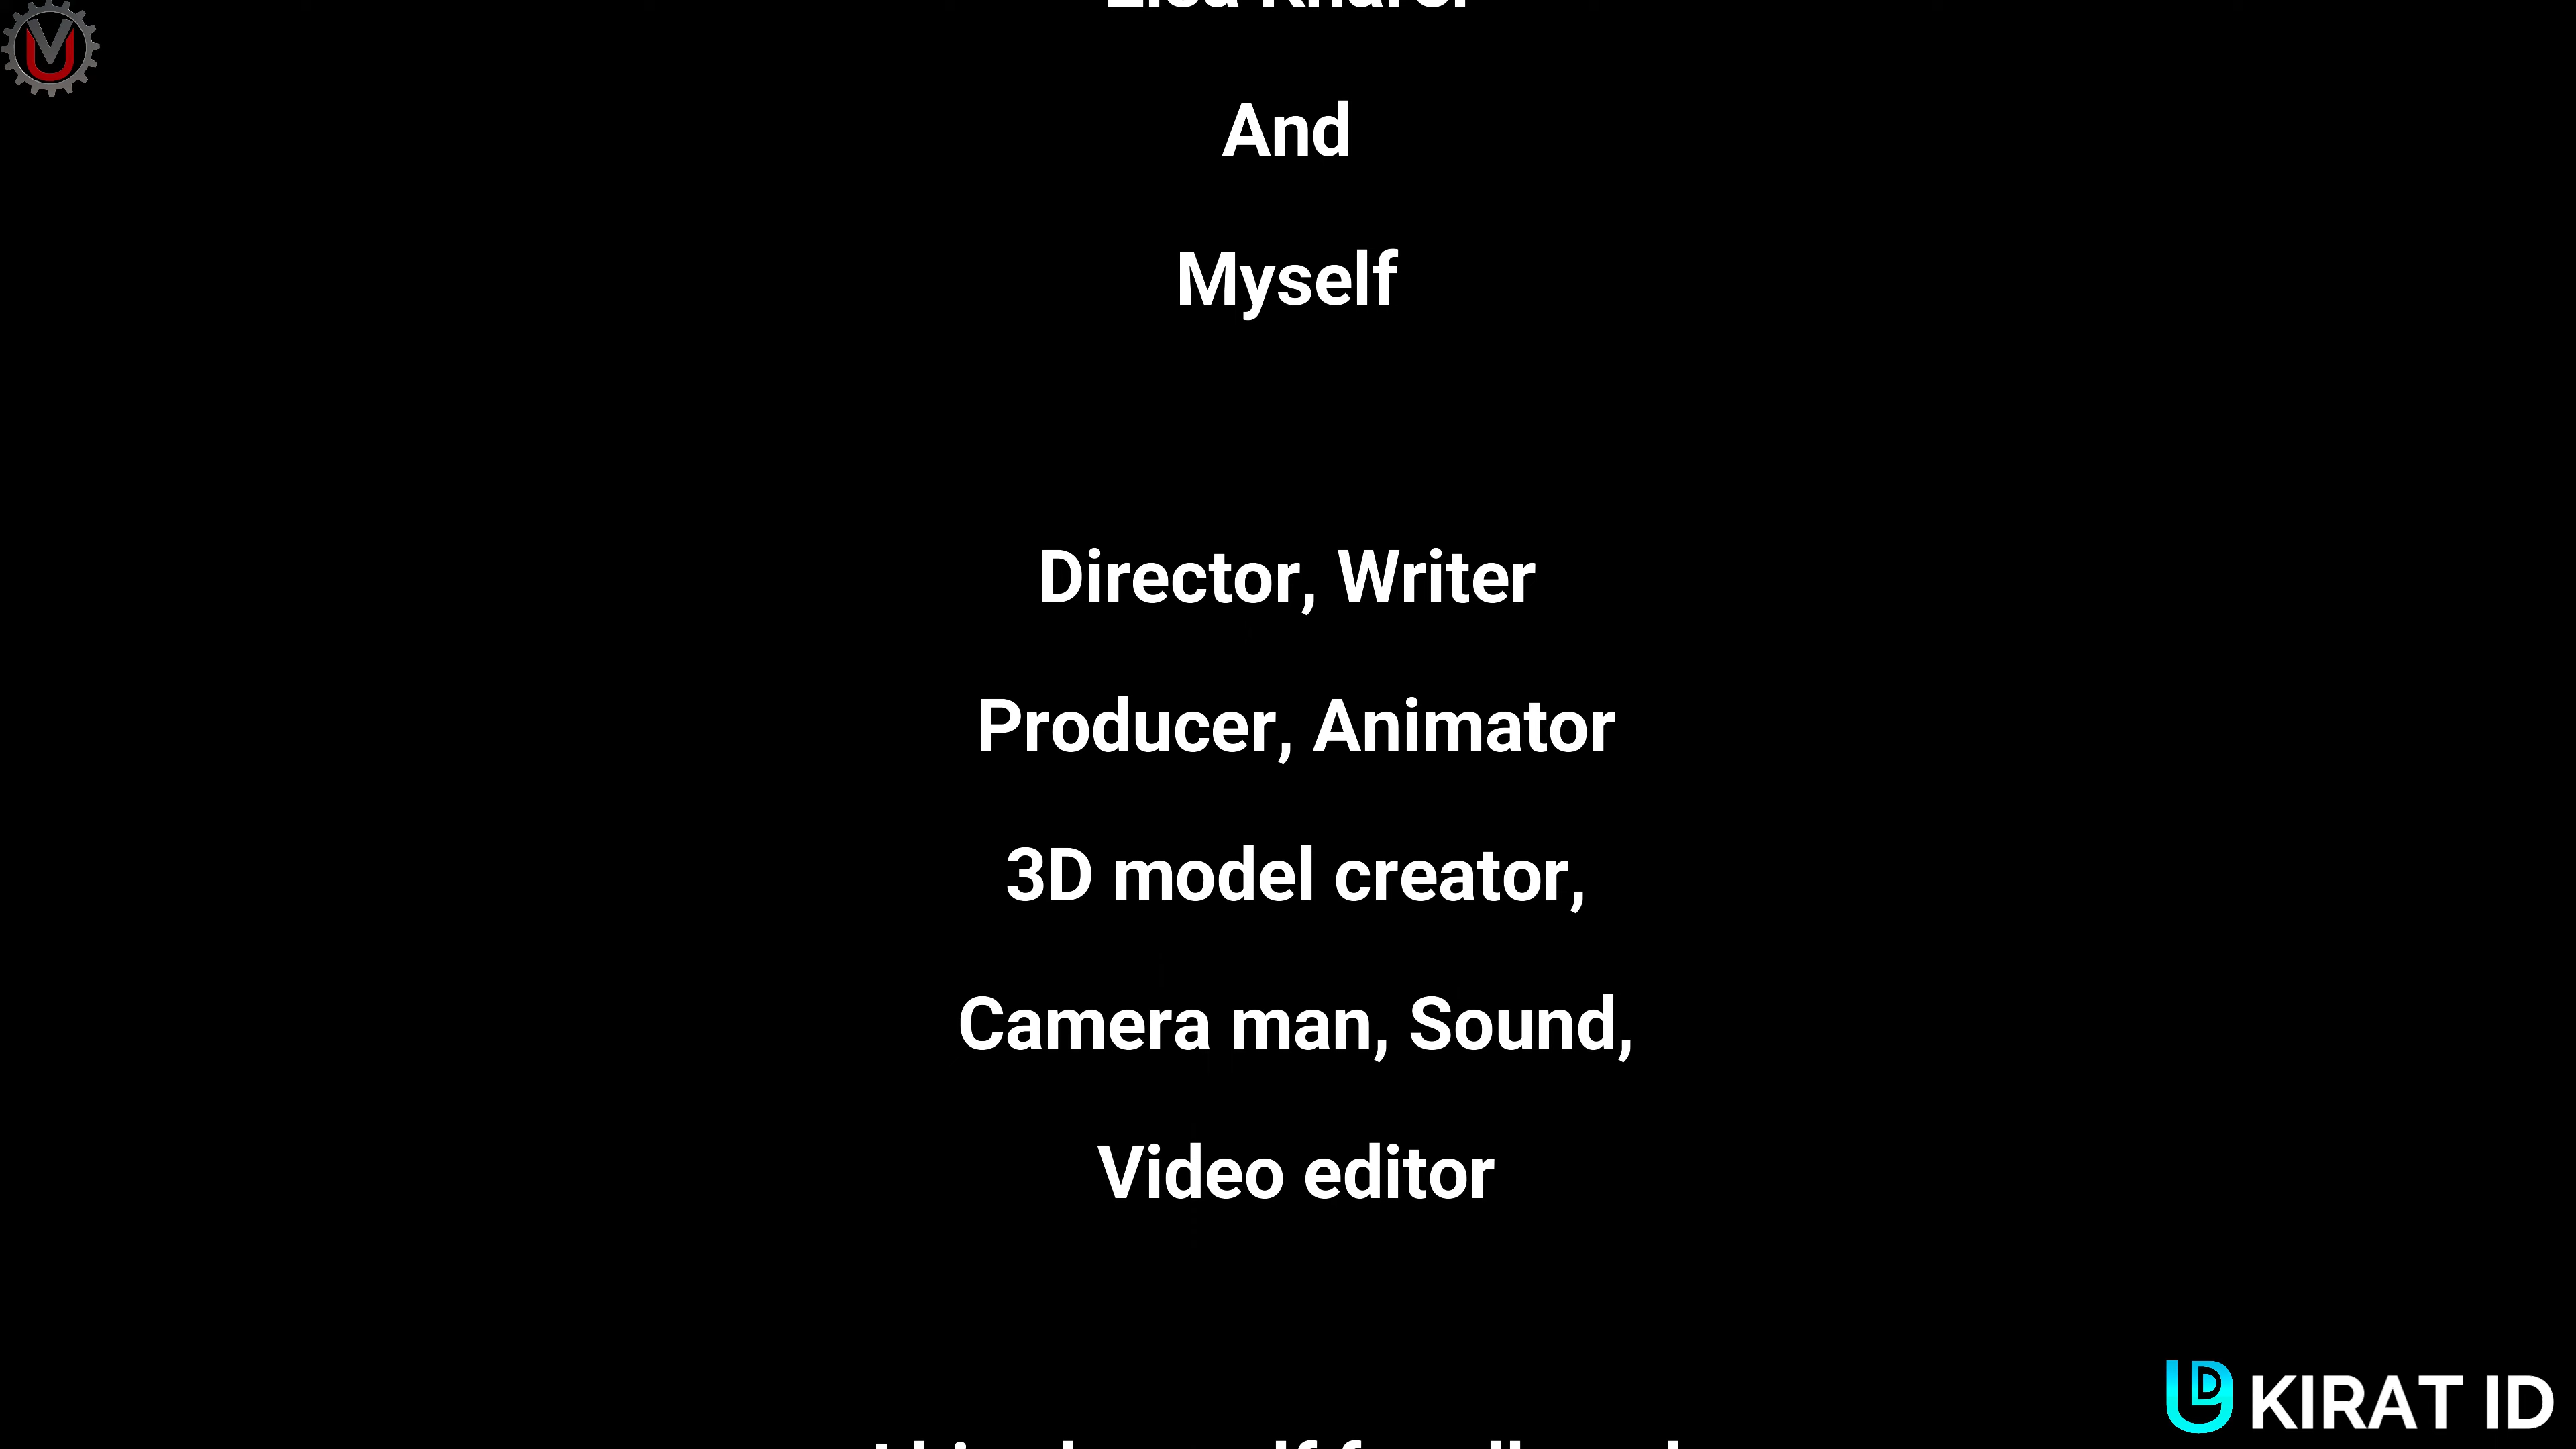 And
Myself
Director, Writer
Producer, Animator
3D model creator,
Camera man, Sound,
Video editor
KIRAT ID